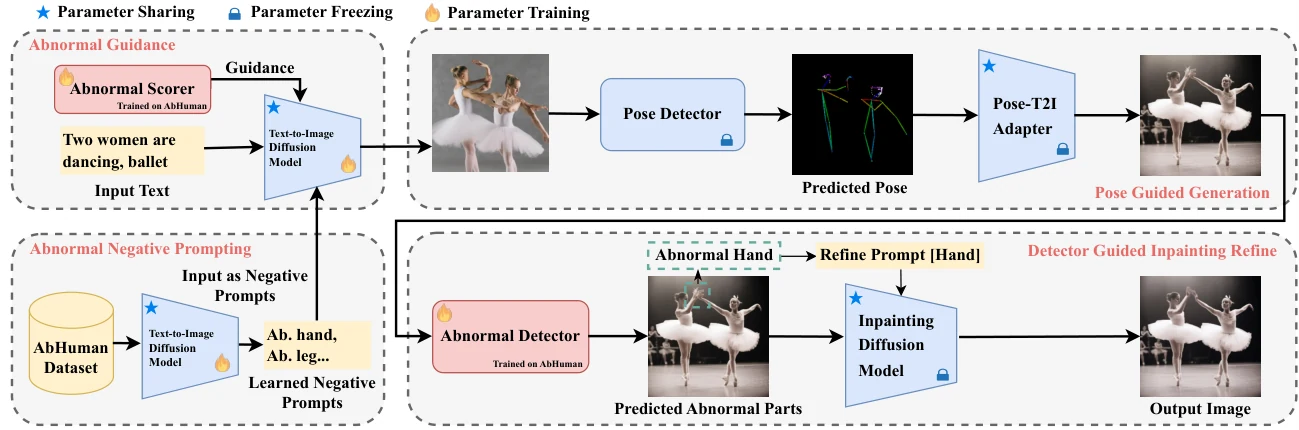 Parameter Sharing
Parameter Freezing
Parameter Training
Abnormal Guidance
Abnormal Scorer
Trained on AbHuman
Guidance
Two women are
dancing, ballet
Input Text
Text-to-Image
Diffusion
Model
Pose Detector
Predicted Pose
Pose-T2I
Adapter
Pose Guided Generation
Abnormal Negative Prompting
Input as Negative
Prompts
AbHuman
Dataset
Text-to-Image
Diffusion
Model
Ab. hand,
Ab. leg...
Learned Negative
Prompts
Detector Guided Inpainting Refine
Abnormal Hand
Refine Prompt [Hand]
Abnormal Detector
Trained on AbHuman
Predicted Abnormal Parts
Inpainting
Diffusion
Model
Output Image